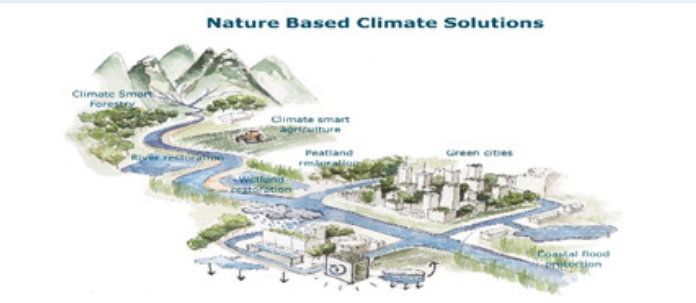 Nature Based Climate Solutions
Climate Smart
Forestry
Climate smart
agriculture
River restoration
Peatland
restoration
Green cities
Wetland
restoration
Coastal flood
protection